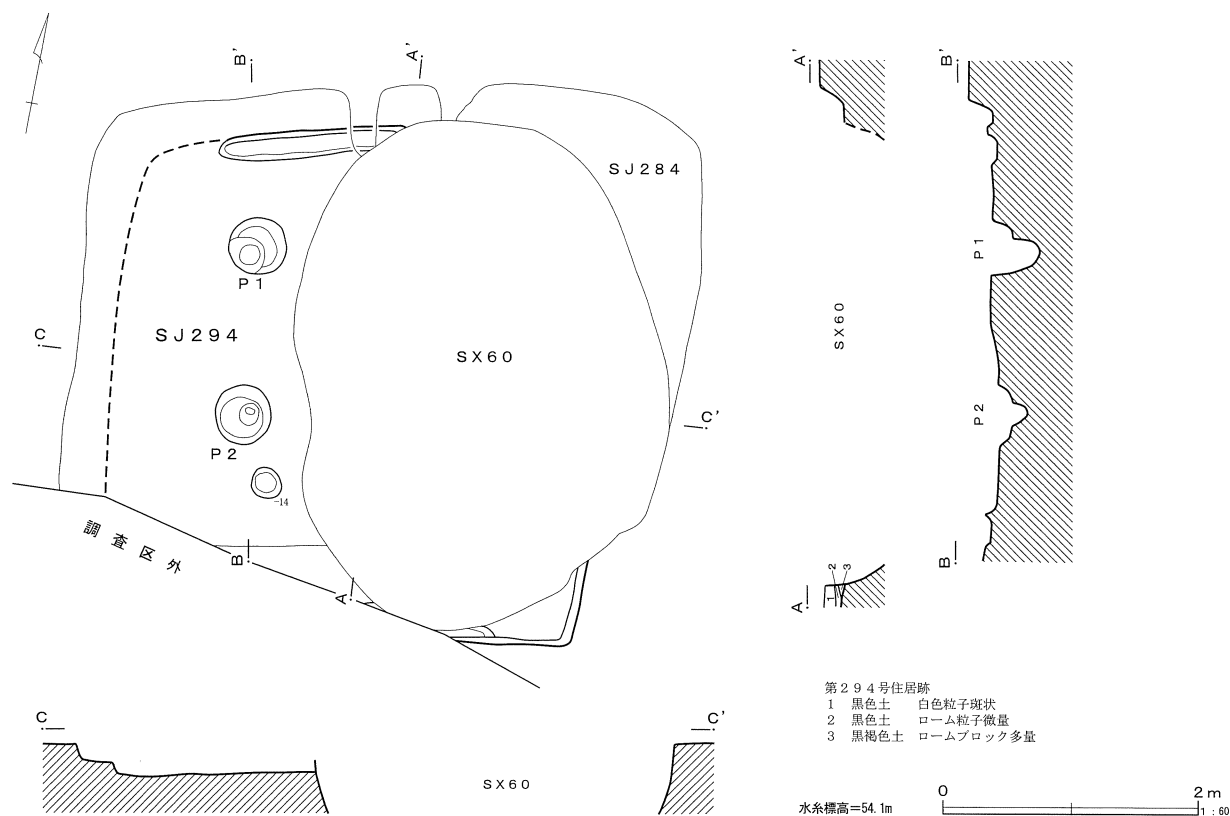 B'
A'
SJ284
P1
C
SJ294
SX60
C'
P2
-14
調査区外
B
A
A'
B'
P1
SX60
P2
2 3
1
A
B
第294号住居跡
1 黒色土 白色粒子斑状
2 黒色土 ローム粒子微量
3 黒褐色土 ロームブロック多量
C
C'
SX60
水糸標高=54.1m
0 2m
1:60